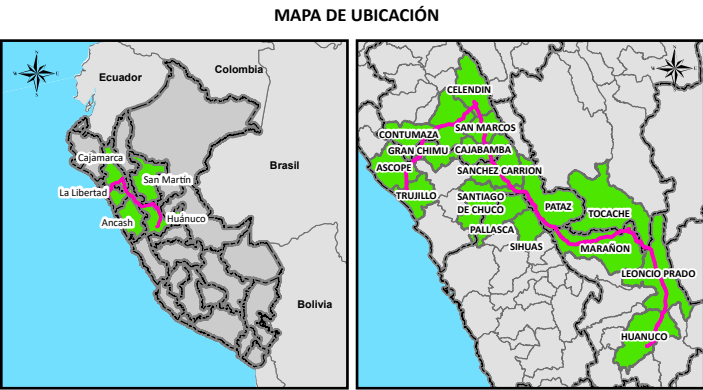 MAPA DE UBICACIÓN
Ecuador
Colombia
Cajamarca
San Martín
Brasil
La Libertad
Ancash
Huánuco
Bolivia
CELENDIN
CONTUMAZA
SAN MARCOS
GRAN CHIMU
CAJABAMBA
ASCOPE
SANCHEZ CARRION
TRUJILLO
SANTIAGO
DE CHUCO
PATAZ
TOCACHE
PALLASCA
SIHUAS
MARAÑON
LEONCIO PRADO
HUANUCO